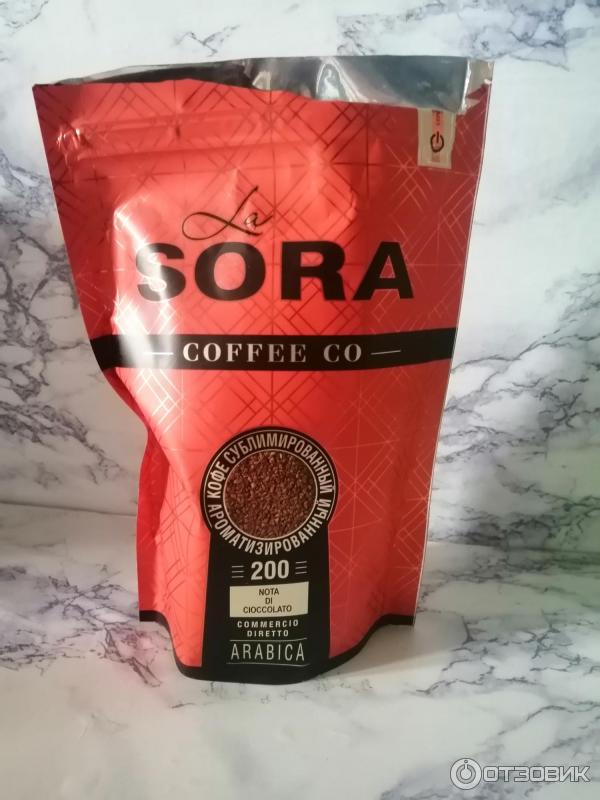 La
SORA
COFFEE CO
КОФЕ СУБЛИМИРОВАННЫЙ
АРОМАТИЗИРОВАННЫЙ
200
NOTA
DI
CIOCCOLATO
COMMERCIO
DIRETTO
ARABICA
ОТЗОВИК